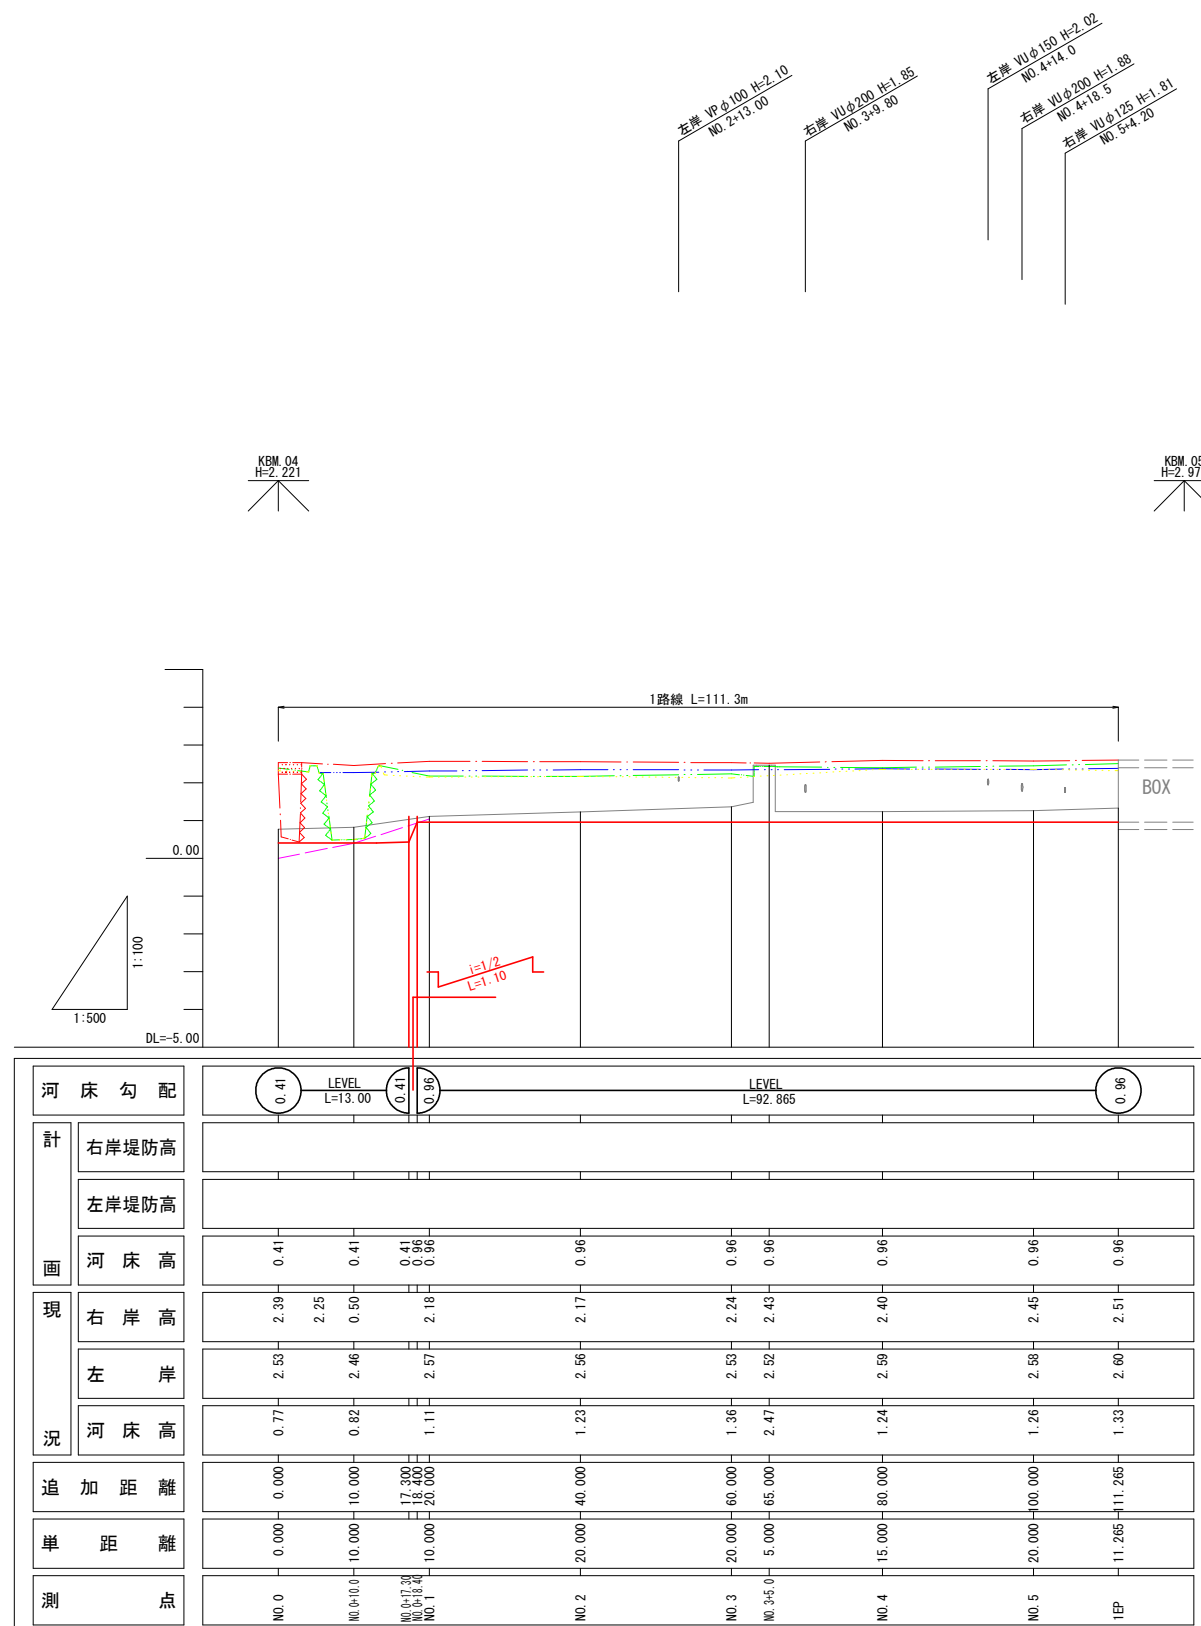 左岸 VPφ100 H=2.10
NO.2+13.00
右岸 VUφ200 H=1.85
NO.3+9.80
左岸 VUφ150 H=2.02
NO.4+14.0
右岸 VUφ200 H=1.88
NO.4+18.5
右岸 VUφ125 H=1.81
NO.5+4.20
KBM.04
H=2.221
KBM.05
H=2.97
1路線 L=111.3m
BOX
0.00
1:100
1:500
i=1/2
L=1.10
DL=-5.00
河床勾配 0.41 LEVEL 0.41 0.96 LEVEL 0.96
L=13.00 L=92.865
計画
右岸堤防高
左岸堤防高
河床高 0.41 0.41 0.41 0.96 0.96 0.96 0.96 0.96 0.96 0.96 0.96
現況
右岸高 2.39 2.25 0.50 2.18 2.17 2.24 2.43 2.40 2.45 2.51
左岸 2.53 2.46 2.57 2.56 2.53 2.52 2.59 2.58 2.60
河床高 0.77 0.82 1.11 1.23 1.36 2.47 1.24 1.26 1.33
追加距離 0.000 10.000 17.300 18.400 20.000 40.000 60.000 65.000 80.000 100.000 111.265
単距離 0.000 10.000 10.000 20.000 20.000 5.000 15.000 20.000 11.265
測点 NO.0 NO.0+10.0 NO.0+17.30 NO.0+18.40 NO.1 NO.2 NO.3 NO.3+5.0 NO.4 NO.5 1EP